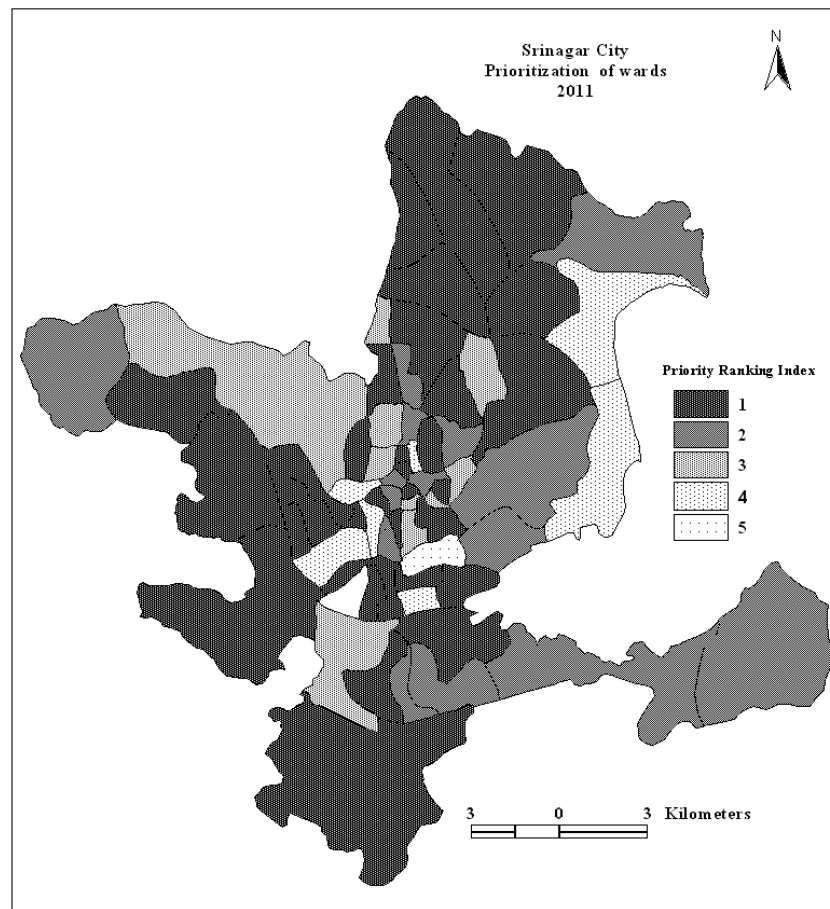 Srinagar City
Prioritization of wards
2011
N
Priority Ranking Index
1
2
3
4
5
3 0 3 Kilometers